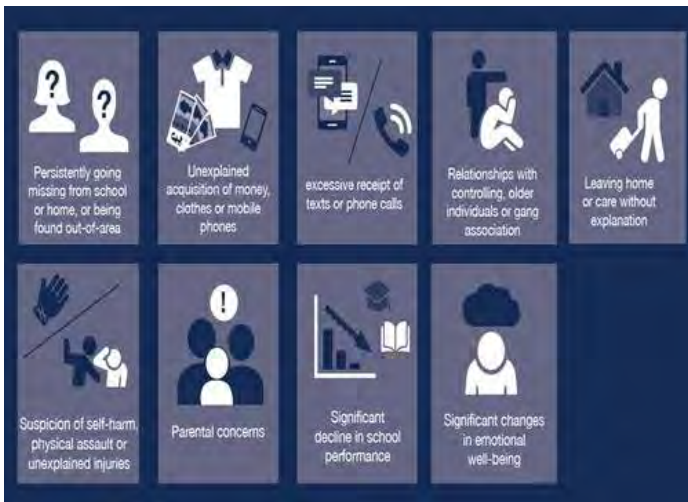 ? ?
Persistently going
missing from school
or home, or being
found out-of-area
Unexplained
acquisition of money,
clothes or mobile
phones
excessive receipt of
texts or phone calls
Relationships with
controlling, older
individuals or gang
association
Leaving home
or care without
explanation
Suspicion of self-harm,
physical assault or
unexplained injuries
!
Parental concerns
Significant
decline in school
performance
Significant changes
in emotional
well-being